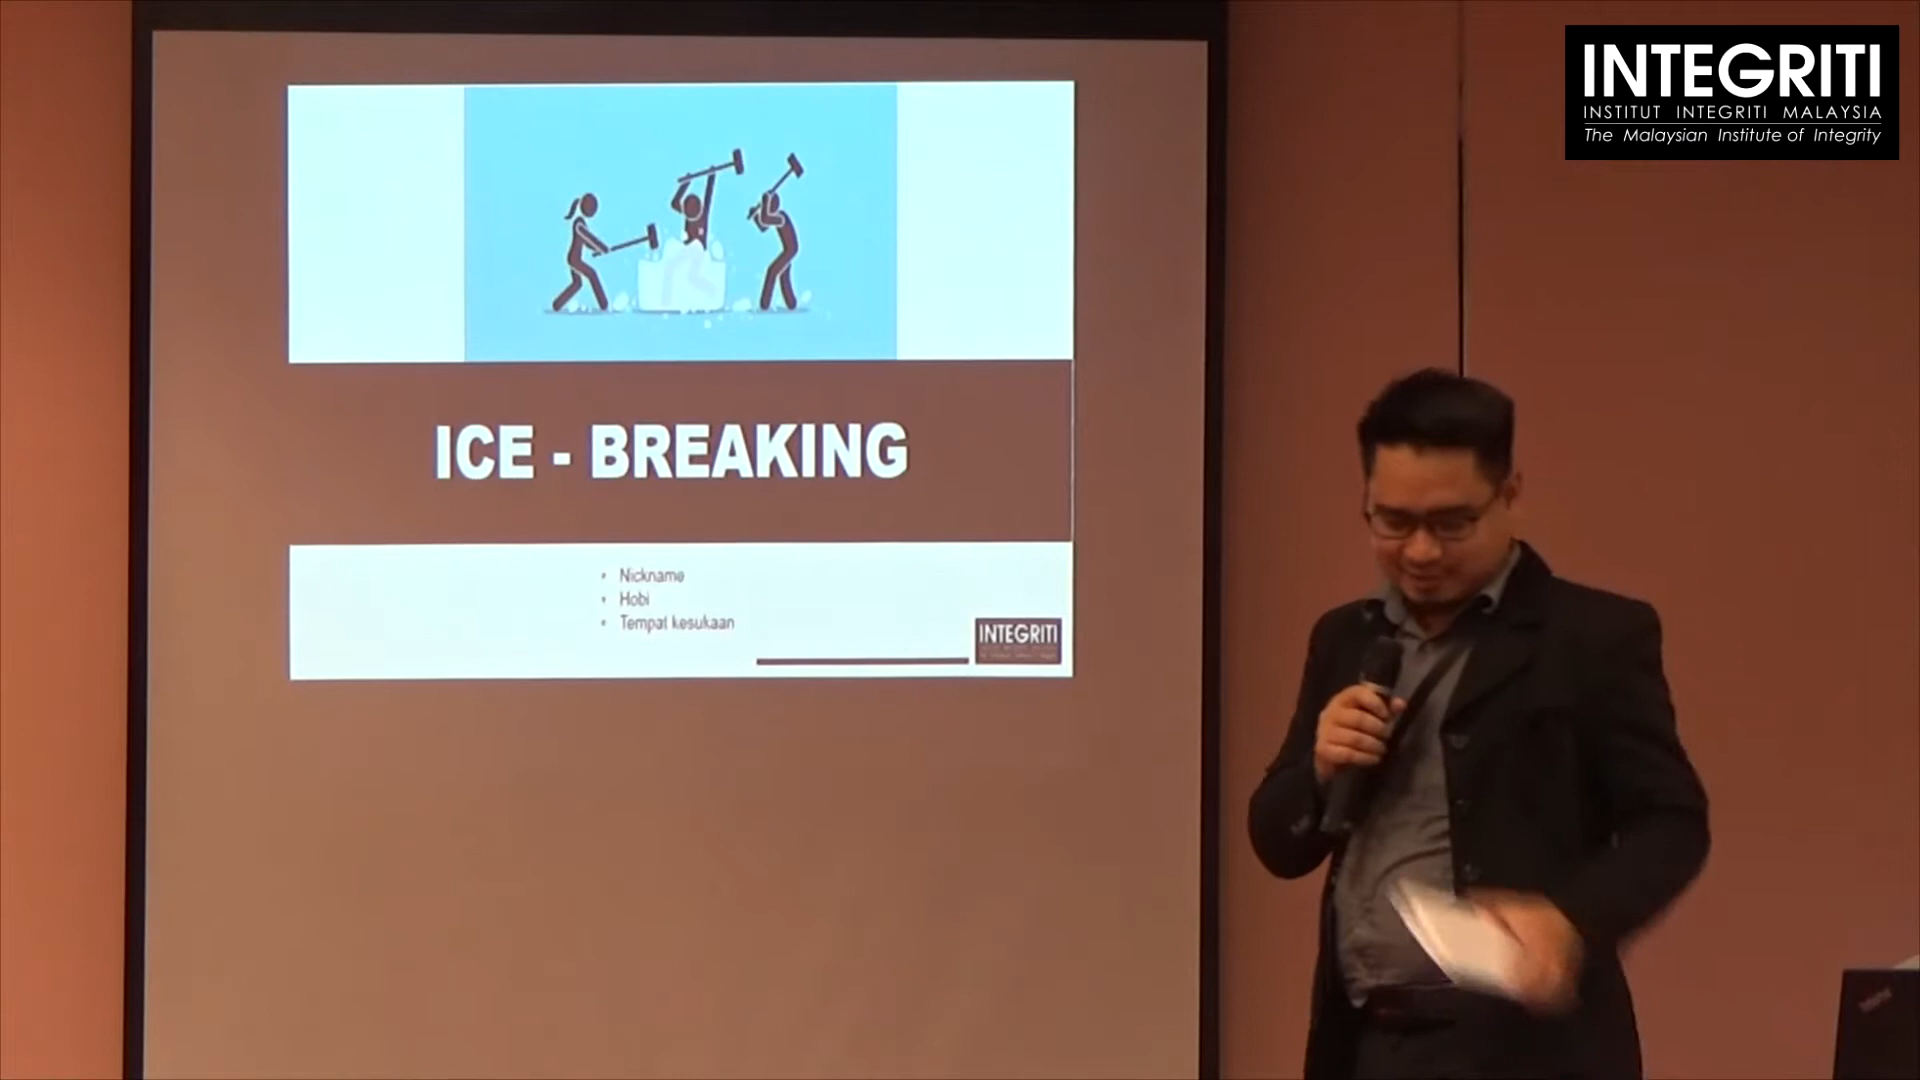 INTEGRITI
INSTITUT INTEGRITI MALAYSIA
The Malaysian Institute of Integrity
ICE - BREAKING
• Nickname
• Hobi
• Tempat kesukaan
INTEGRITI